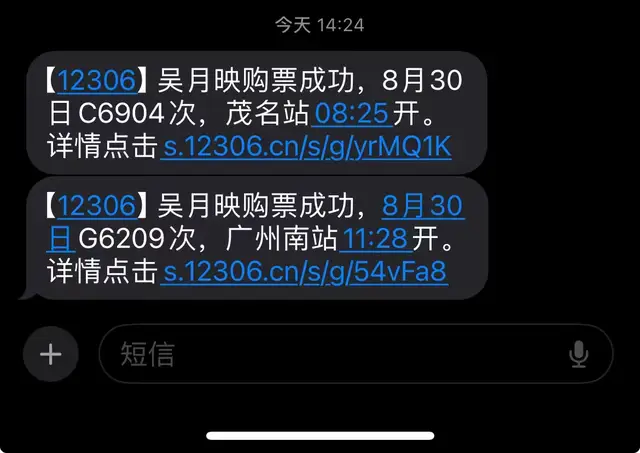 今天 14:24
【12306】吴月映购票成功，8月30
日C6904次，茂名站08:25开。
详情点击s.12306.cn/s/g/yrMQ1K
【12306】吴月映购票成功，8月30
日G6209次，广州南站11:28开。
详情点击s.12306.cn/s/g/54vFa8
短信